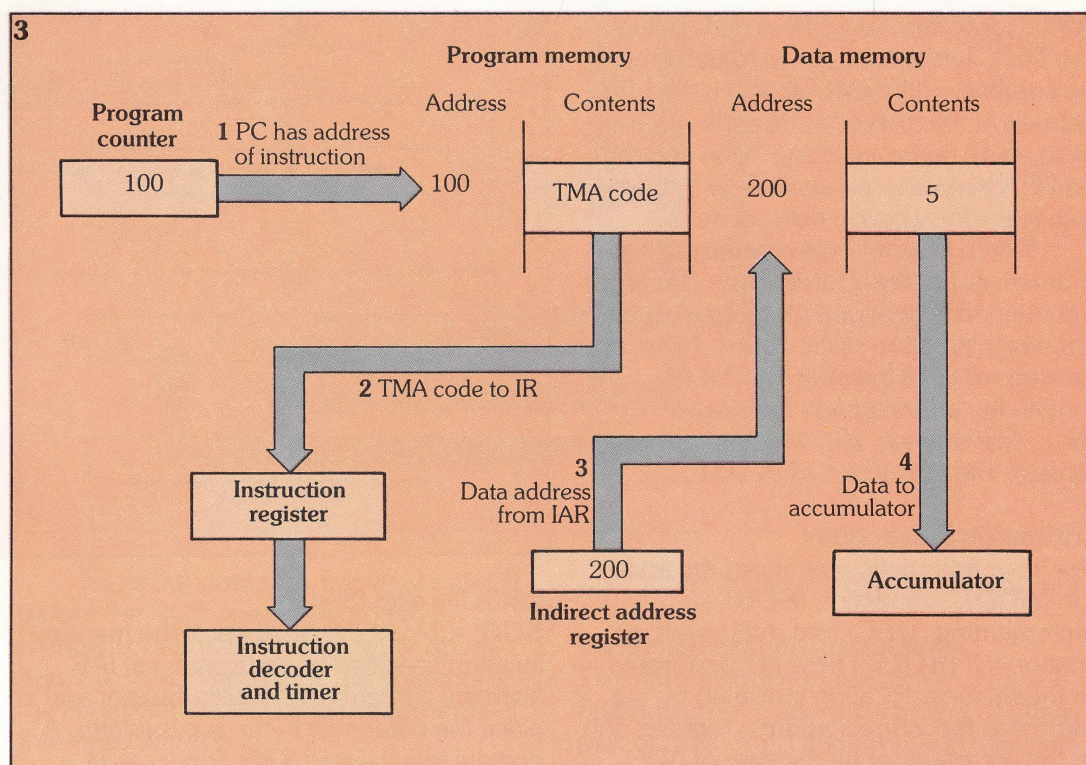 3
Program memory
Data memory
Address
Contents
Address
Contents
Program
counter
100
1 PC has address
of instruction
100
TMA code
200
5
2 TMA code to IR
Instruction
register
3
Data address
from IAR
4
Data to
accumulator
200
Indirect address
register
Accumulator
Instruction
decoder
and timer